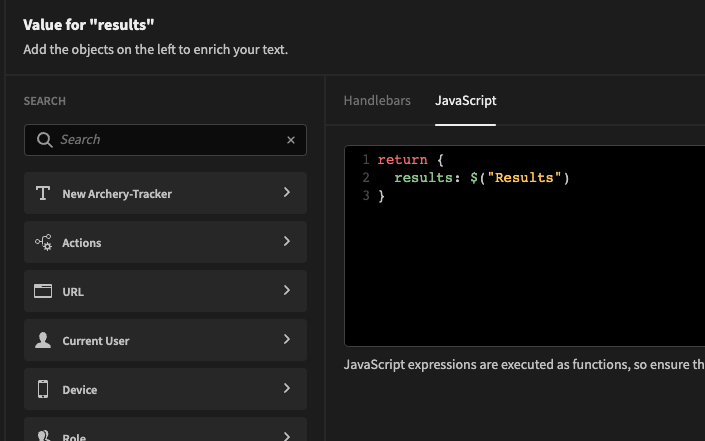 Value for "results"
Add the objects on the left to enrich your text.
SEARCH
Search
New Archery-Tracker
Actions
URL
Current User
Device
Role
Handlebars JavaScript
1 return {
2 results: $("Results")
3 }
JavaScript expressions are executed as functions, so ensure th